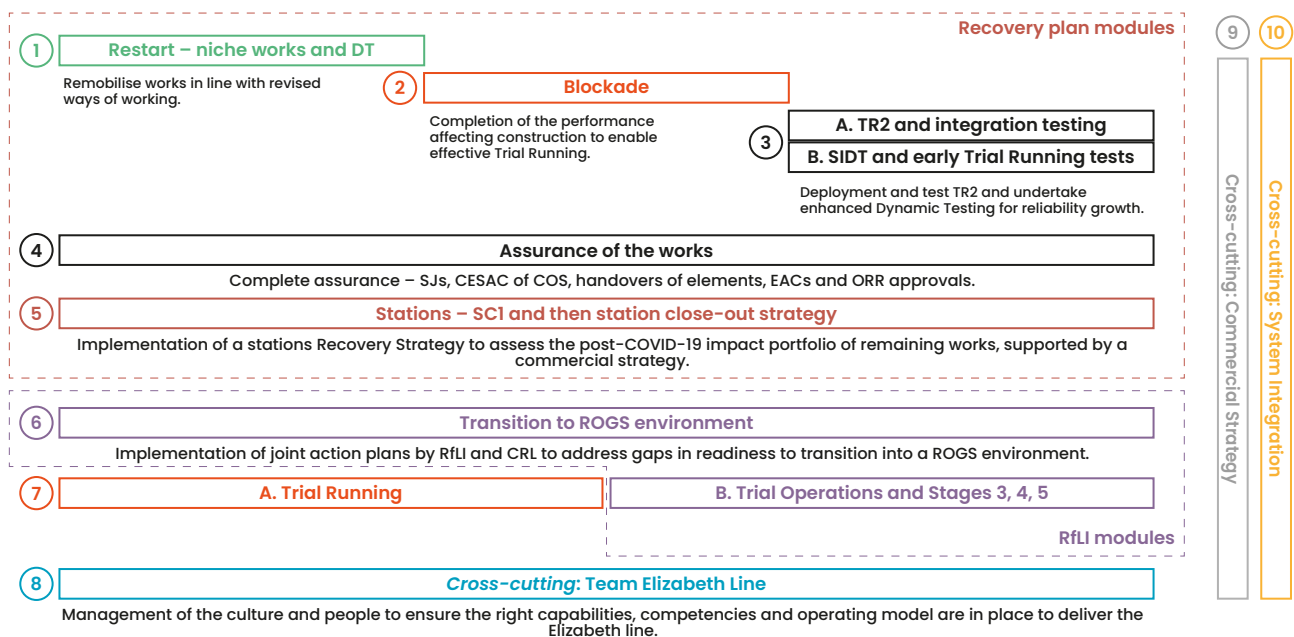 Recovery plan modules
1
Restart – niche works and DT
Remobilise works in line with revised
ways of working.
2
Blockade
Completion of the performance
affecting construction to enable
effective Trial Running.
3
A. TR2 and integration testing
B. SIDT and early Trial Running tests
Deployment and test TR2 and undertake
enhanced Dynamic Testing for reliability growth.
4
Assurance of the works
Complete assurance – SJs, CESAC of COS, handovers of elements, EACs and ORR approvals.
5
Stations – SC1 and then station close-out strategy
Implementation of a stations Recovery Strategy to assess the post-COVID-19 impact portfolio of remaining works, supported by a
commercial strategy.
6
Transition to ROGS environment
Implementation of joint action plans by RfLI and CRL to address gaps in readiness to transition into a ROGS environment.
7
A. Trial Running
B. Trial Operations and Stages 3, 4, 5
RfLI modules
8
Cross-cutting: Team Elizabeth Line
Management of the culture and people to ensure the right capabilities, competencies and operating model are in place to deliver the
Elizabeth line.
9
Cross-cutting: Commercial Strategy
10
Cross-cutting: System Integration